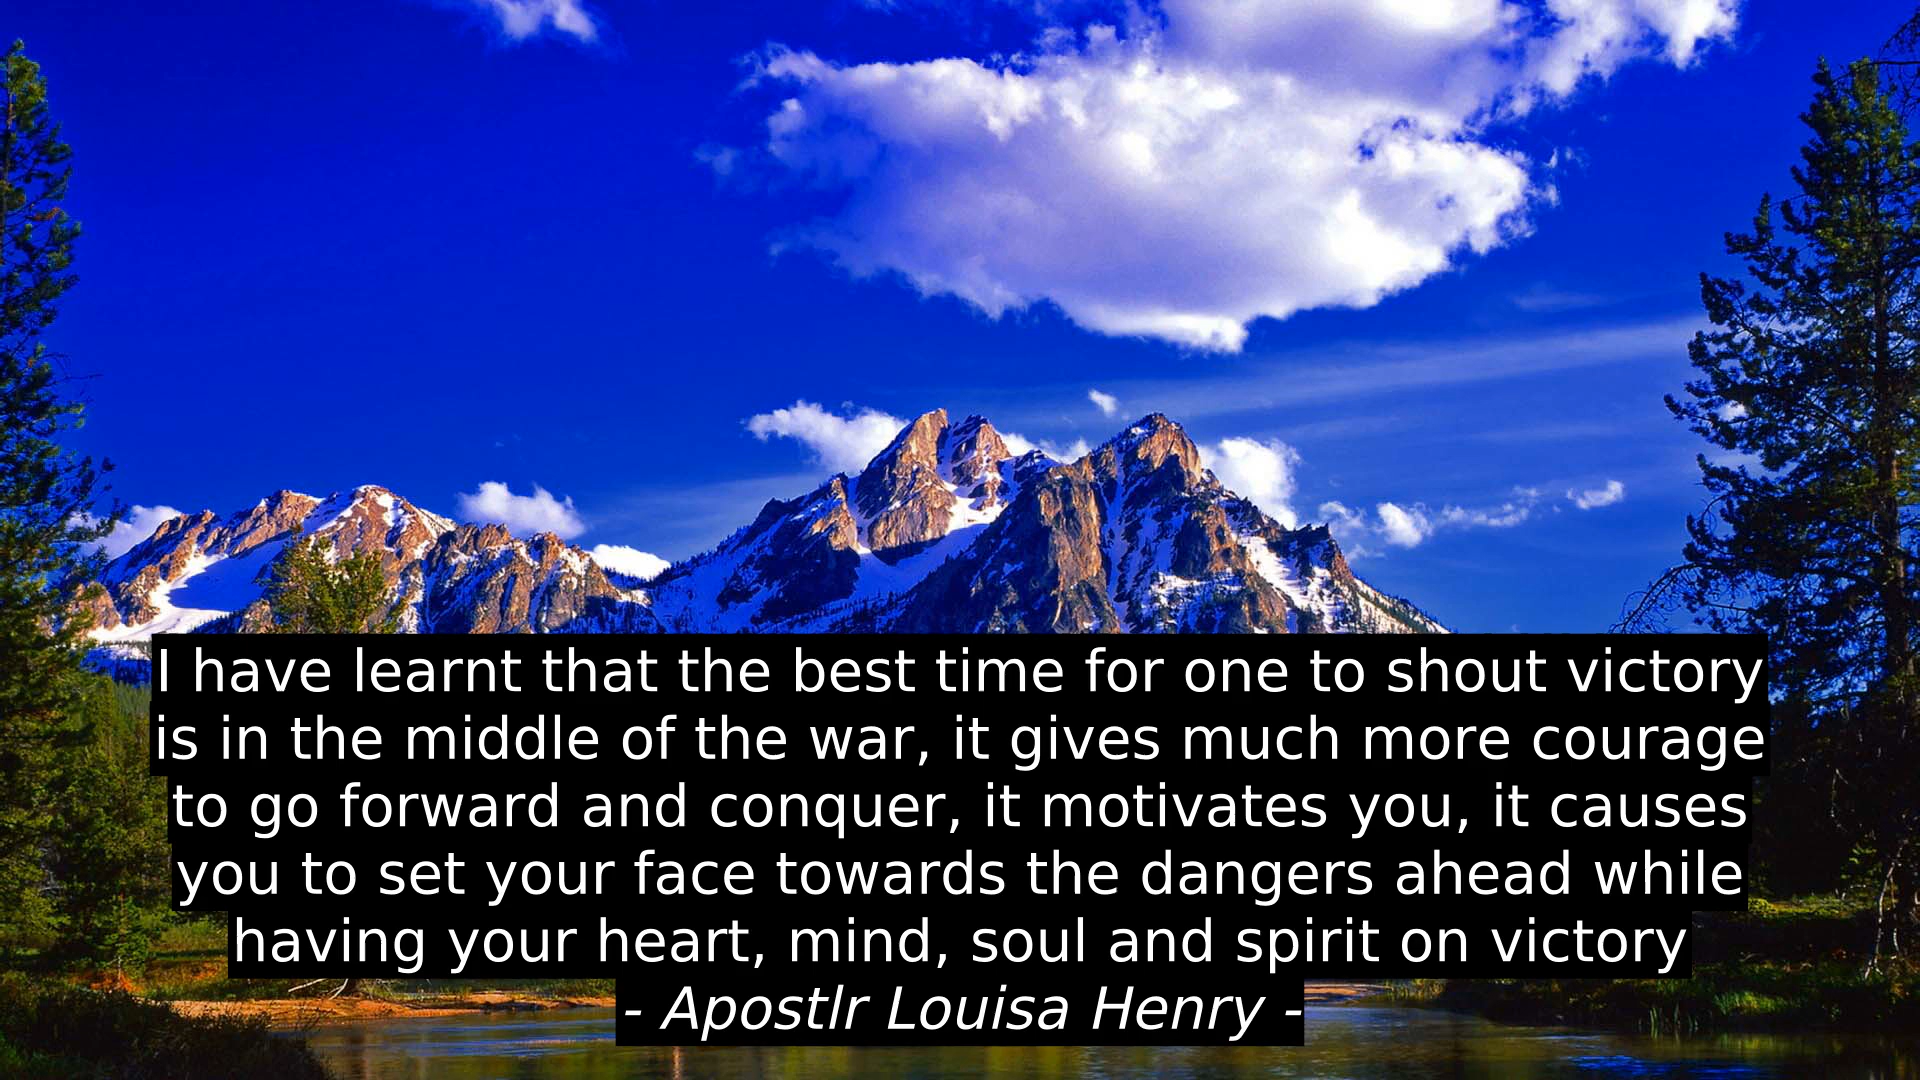 I have learnt that the best time for one to shout victory
is in the middle of the war, it gives much more courage
to go forward and conquer, it motivates you, it causes
you to set your face towards the dangers ahead while
having your heart, mind, soul and spirit on victory
- Apostlr Louisa Henry -